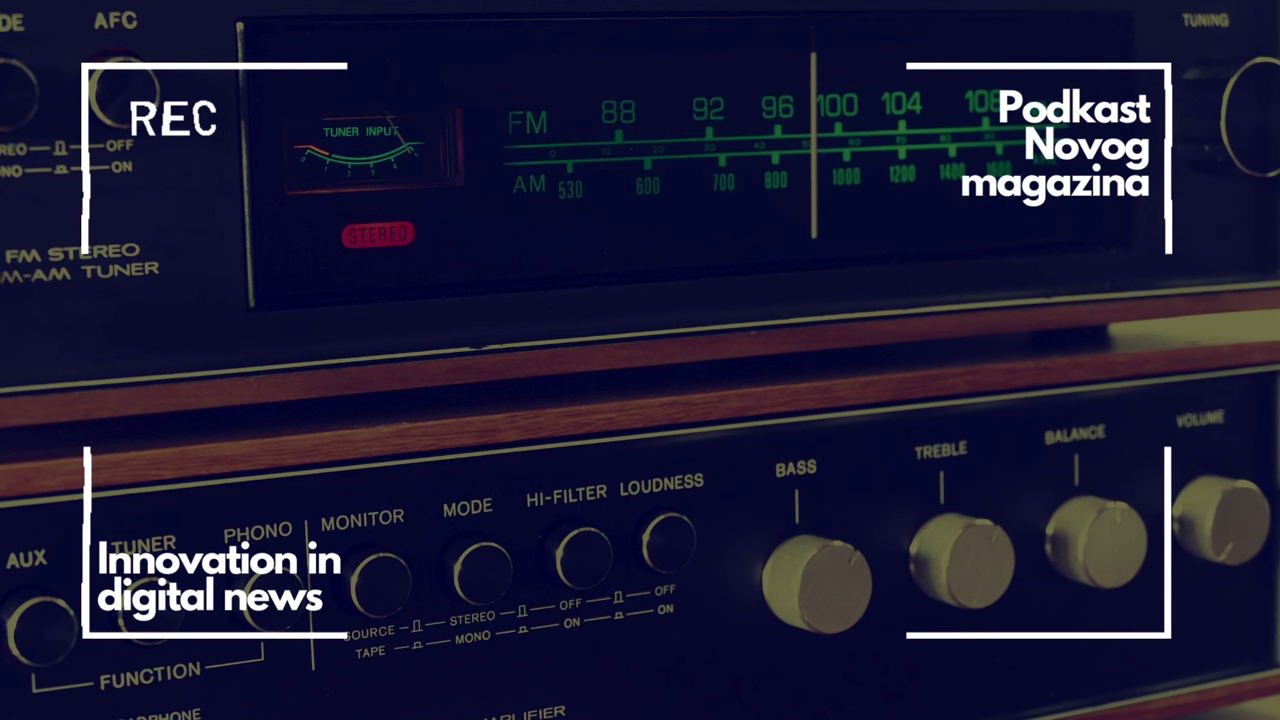 AFC
TUNING
REC
Podkast
Novog
magazina
OFF
ON
TUNER INPUT
FM 88 92 96 100 104 108
AM 530 600 700 800 1000 1200 1400 1600
STEREO
FM STEREO
TUNER
VOLUME
BALANCE
TREBLE
BASS
LOUDNESS
HI-FILTER
MODE
MONITOR
PHONO
TUNER
AUX
Innovation in
digital news
SOURCE STEREO OFF OFF
TAPE MONO ON ON
FUNCTION